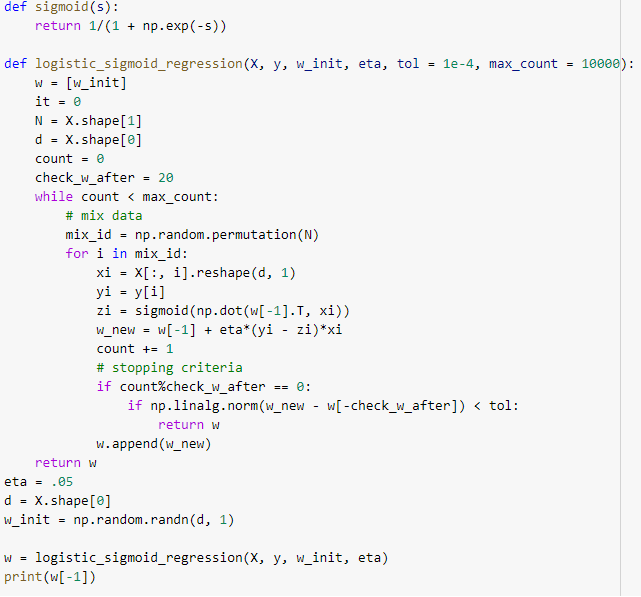 def sigmoid(s):
    return 1/(1 + np.exp(-s))

def logistic_sigmoid_regression(X, y, w_init, eta, tol = 1e-4, max_count = 10000):
    w = [w_init]
    it = 0
    N = X.shape[1]
    d = X.shape[0]
    count = 0
    check_w_after = 20
    while count < max_count:
        # mix data
        mix_id = np.random.permutation(N)
        for i in mix_id:
            xi = X[:, i].reshape(d, 1)
            yi = y[i]
            zi = sigmoid(np.dot(w[-1].T, xi))
            w_new = w[-1] + eta*(yi - zi)*xi
            count += 1
            # stopping criteria
            if count%check_w_after == 0:
                if np.linalg.norm(w_new - w[-check_w_after]) < tol:
                    return w
            w.append(w_new)
    return w
eta = .05
d = X.shape[0]
w_init = np.random.randn(d, 1)

w = logistic_sigmoid_regression(X, y, w_init, eta)
print(w[-1])